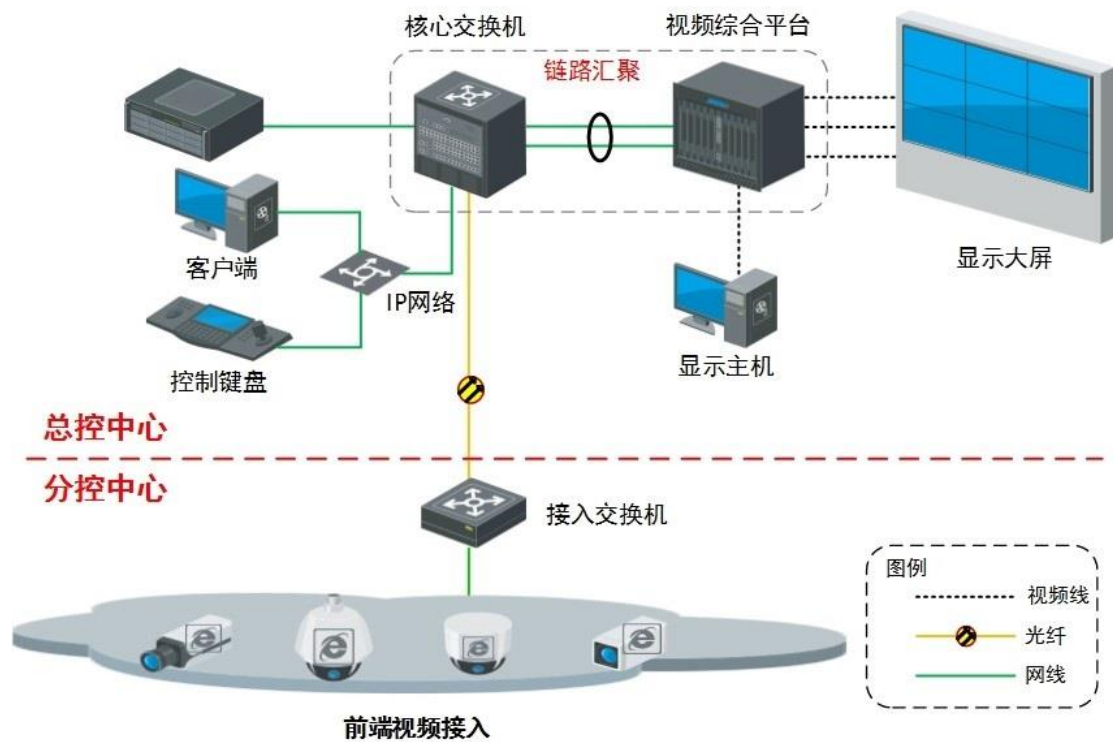 核心交换机
视频综合平台
链路汇聚
客户端
IP网络
显示大屏
控制键盘
显示主机
总控中心
分控中心
接入交换机
图例
视频线
光纤
网线
前端视频接入